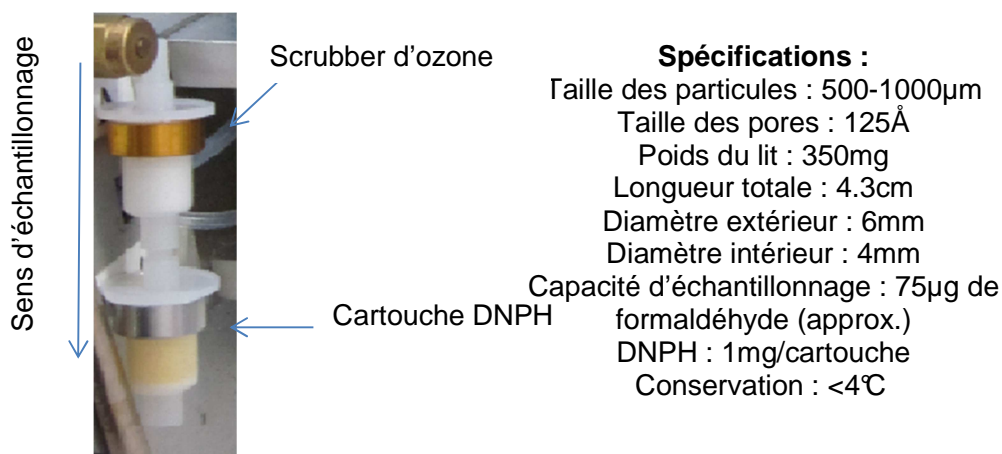 Sens d’échantillonnage
Scrubber d’ozone
Cartouche DNPH
Spécifications :
Taille des particules : 500-1000µm
Taille des pores : 125Å
Poids du lit : 350mg
Longueur totale : 4.3cm
Diamètre extérieur : 6mm
Diamètre intérieur : 4mm
Capacité d’échantillonnage : 75µg de
formaldéhyde (approx.)
DNPH : 1mg/cartouche
Conservation : <4℃